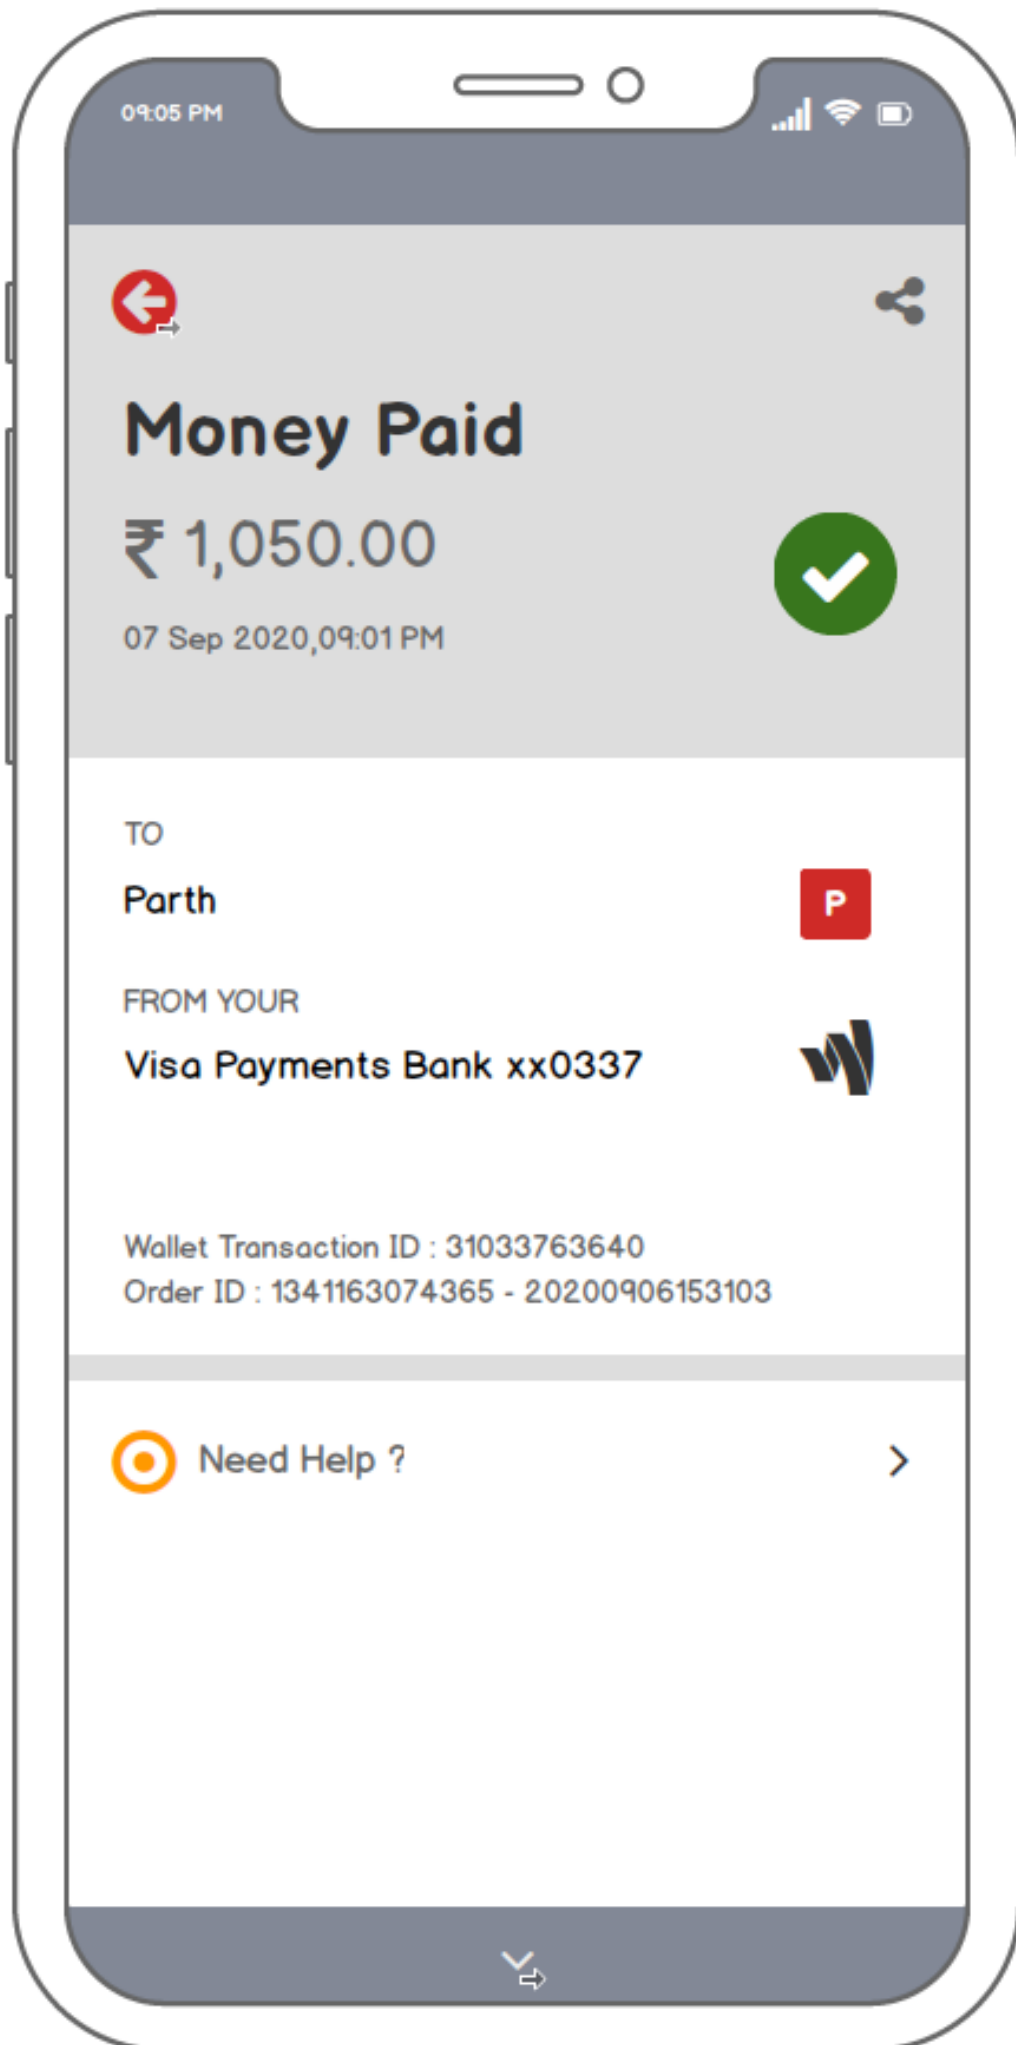 09:05 PM
Money Paid
₹ 1,050.00
07 Sep 2020,09:01 PM
TO
Parth
P
FROM YOUR
Visa Payments Bank xx0337
Wallet Transaction ID : 31033763640
Order ID : 1341163074365 - 20200906153103
Need Help ?